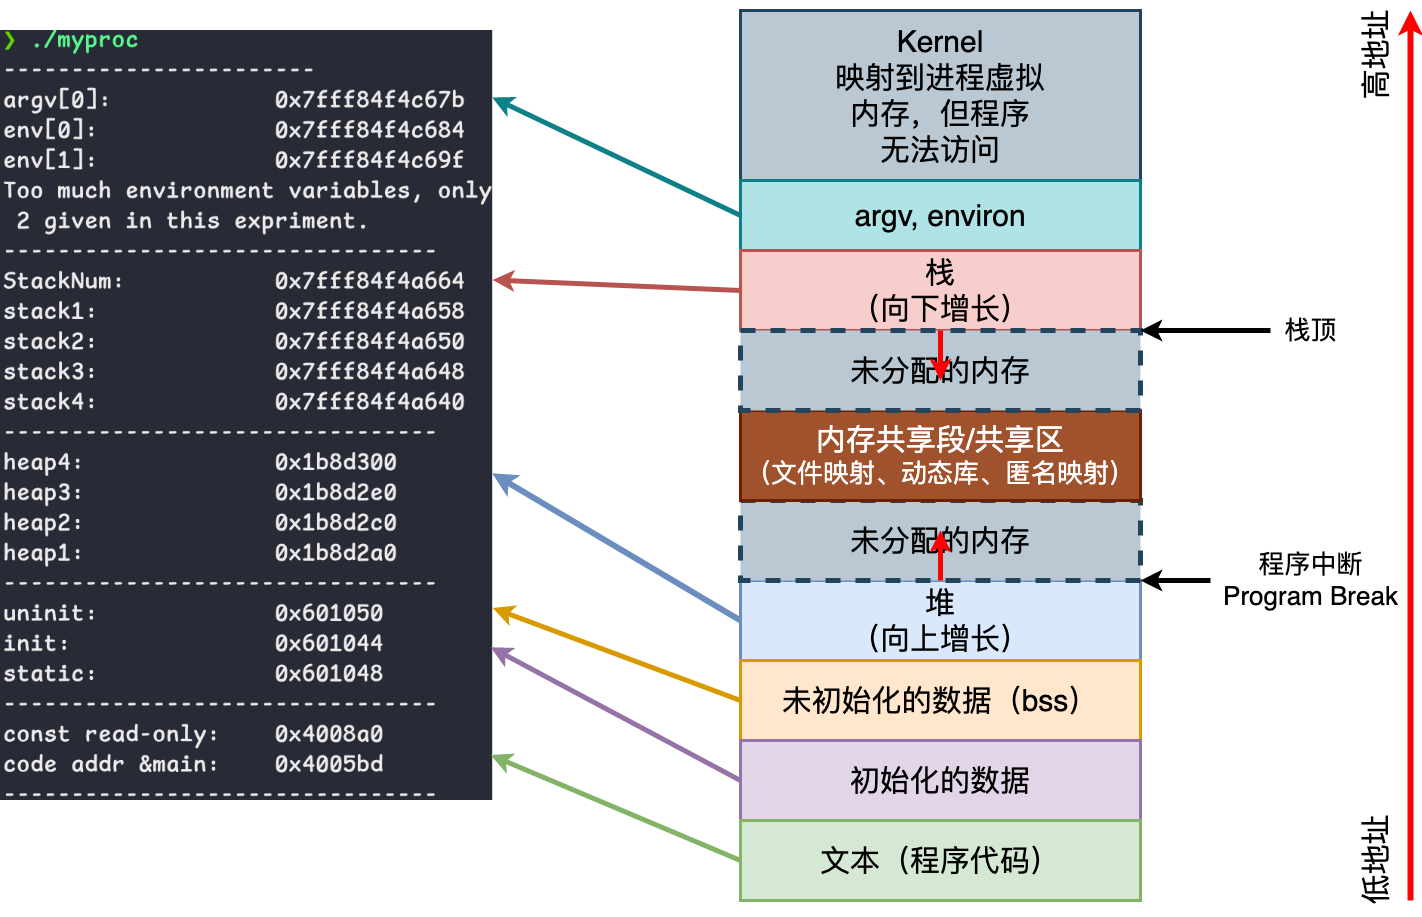 ❯ ./myproc
-----------------------
argv[0]: 0x7fff84f4c67b
env[0]: 0x7fff84f4c684
env[1]: 0x7fff84f4c69f
Too much environment variables, only
2 given in this expriment.
--------------------------------
StackNum: 0x7fff84f4a664
stack1: 0x7fff84f4a658
stack2: 0x7fff84f4a650
stack3: 0x7fff84f4a648
stack4: 0x7fff84f4a640
--------------------------------
heap4: 0x1b8d300
heap3: 0x1b8d2e0
heap2: 0x1b8d2c0
heap1: 0x1b8d2a0
--------------------------------
uninit: 0x601050
init: 0x601044
static: 0x601048
--------------------------------
const read-only: 0x4008a0
code addr &main: 0x4005bd
--------------------------------
Kernel
映射到进程虚拟
内存，但程序
无法访问
argv, environ
栈
（向下增长）
未分配的内存
内存共享段/共享区
（文件映射、动态库、匿名映射）
未分配的内存
堆
（向上增长）
未初始化的数据（bss）
初始化的数据
文本（程序代码）
栈顶
程序中断
Program Break
高地址
低地址